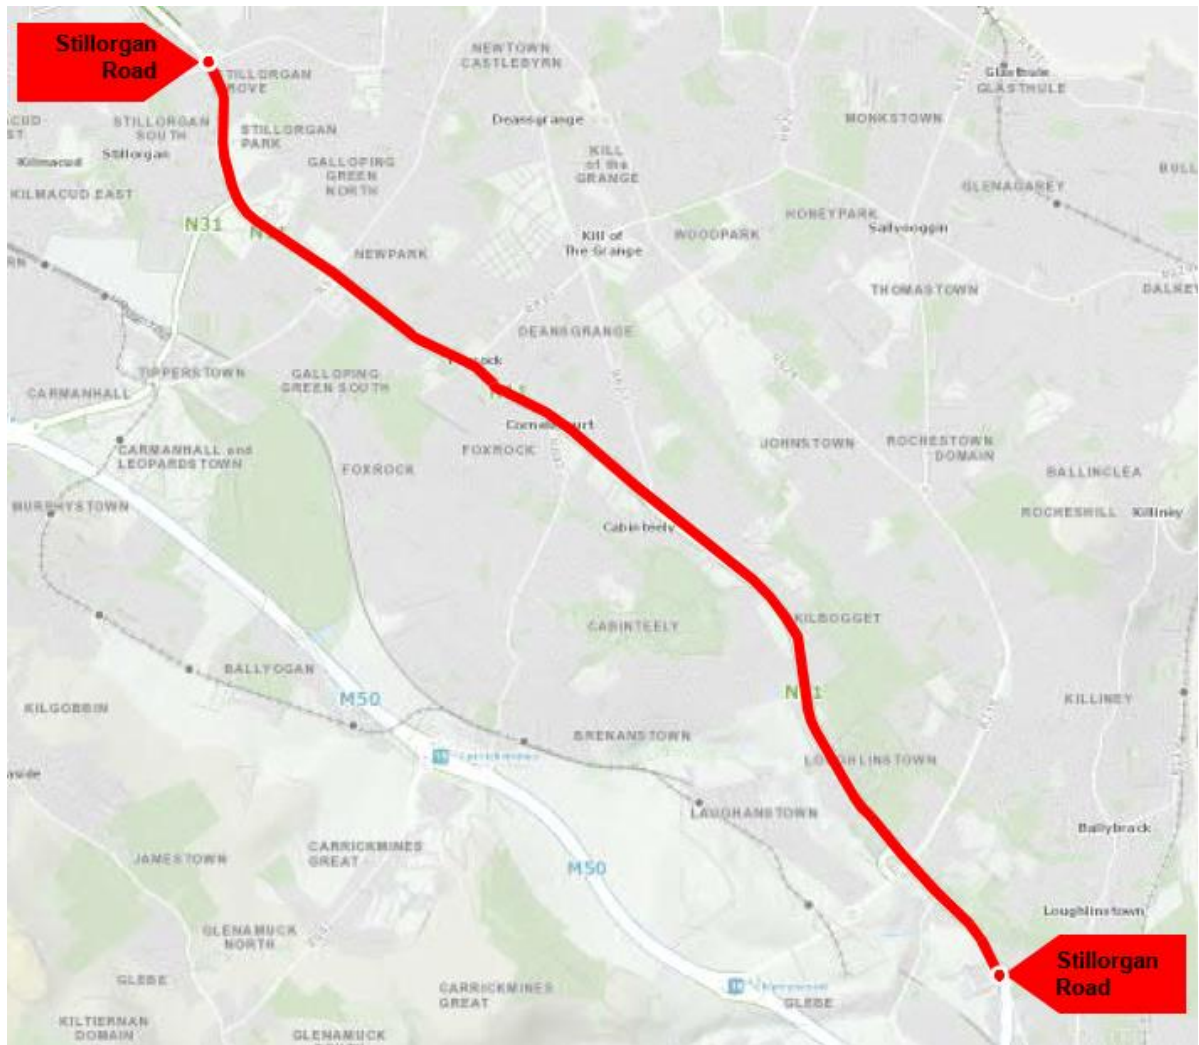 Stillorgan
Road
NEWTOWN
CASTLEBYRN
Glasthule
GLASTHULE
STILLORGAN
SOUTH
STILLORGAN
PARK
Deansgrange
MONKSTOWN
Kilmacud
Stillorgan
GALLOPING
GREEN
NORTH
KILL
of the
GRANGE
KILMACUD EAST
GLENAGAREY
HONEYPARK
Sallynoggin
N31
NEWPARK
Kill of
The Grange
WOODPARK
THOMASTOWN
DALKEY
DEANSGRANGE
TIPPERSTOWN
GALLOPING
GREEN SOUTH
CARMANHALL
Cornelscourt
CARMANHALL and
LEOPARDSTOWN
FOXROCK
FOXROCK
JOHNSTOWN
ROCHESTOWN
DOMAIN
BALLINCLEA
MURPHYSTOWN
ROCHESHILL
Killiney
Cabinteely
CABINTEELY
KILBOGGET
BALLYOGAN
M50
KILLINEY
KILGOBBIN
BRENANSTOWN
LOUGHLINSTOWN
LAUGHANSTOWN
Ballybrack
JAMESTOWN
CARRICKMINES
GREAT
M50
Loughlinstown
GLENAMUCK
NORTH
Stillorgan
Road
GLEBE
CARRICKMINES
GREAT
GLEBE
KILTIERNAN
DOMAIN
GLENAMUCK